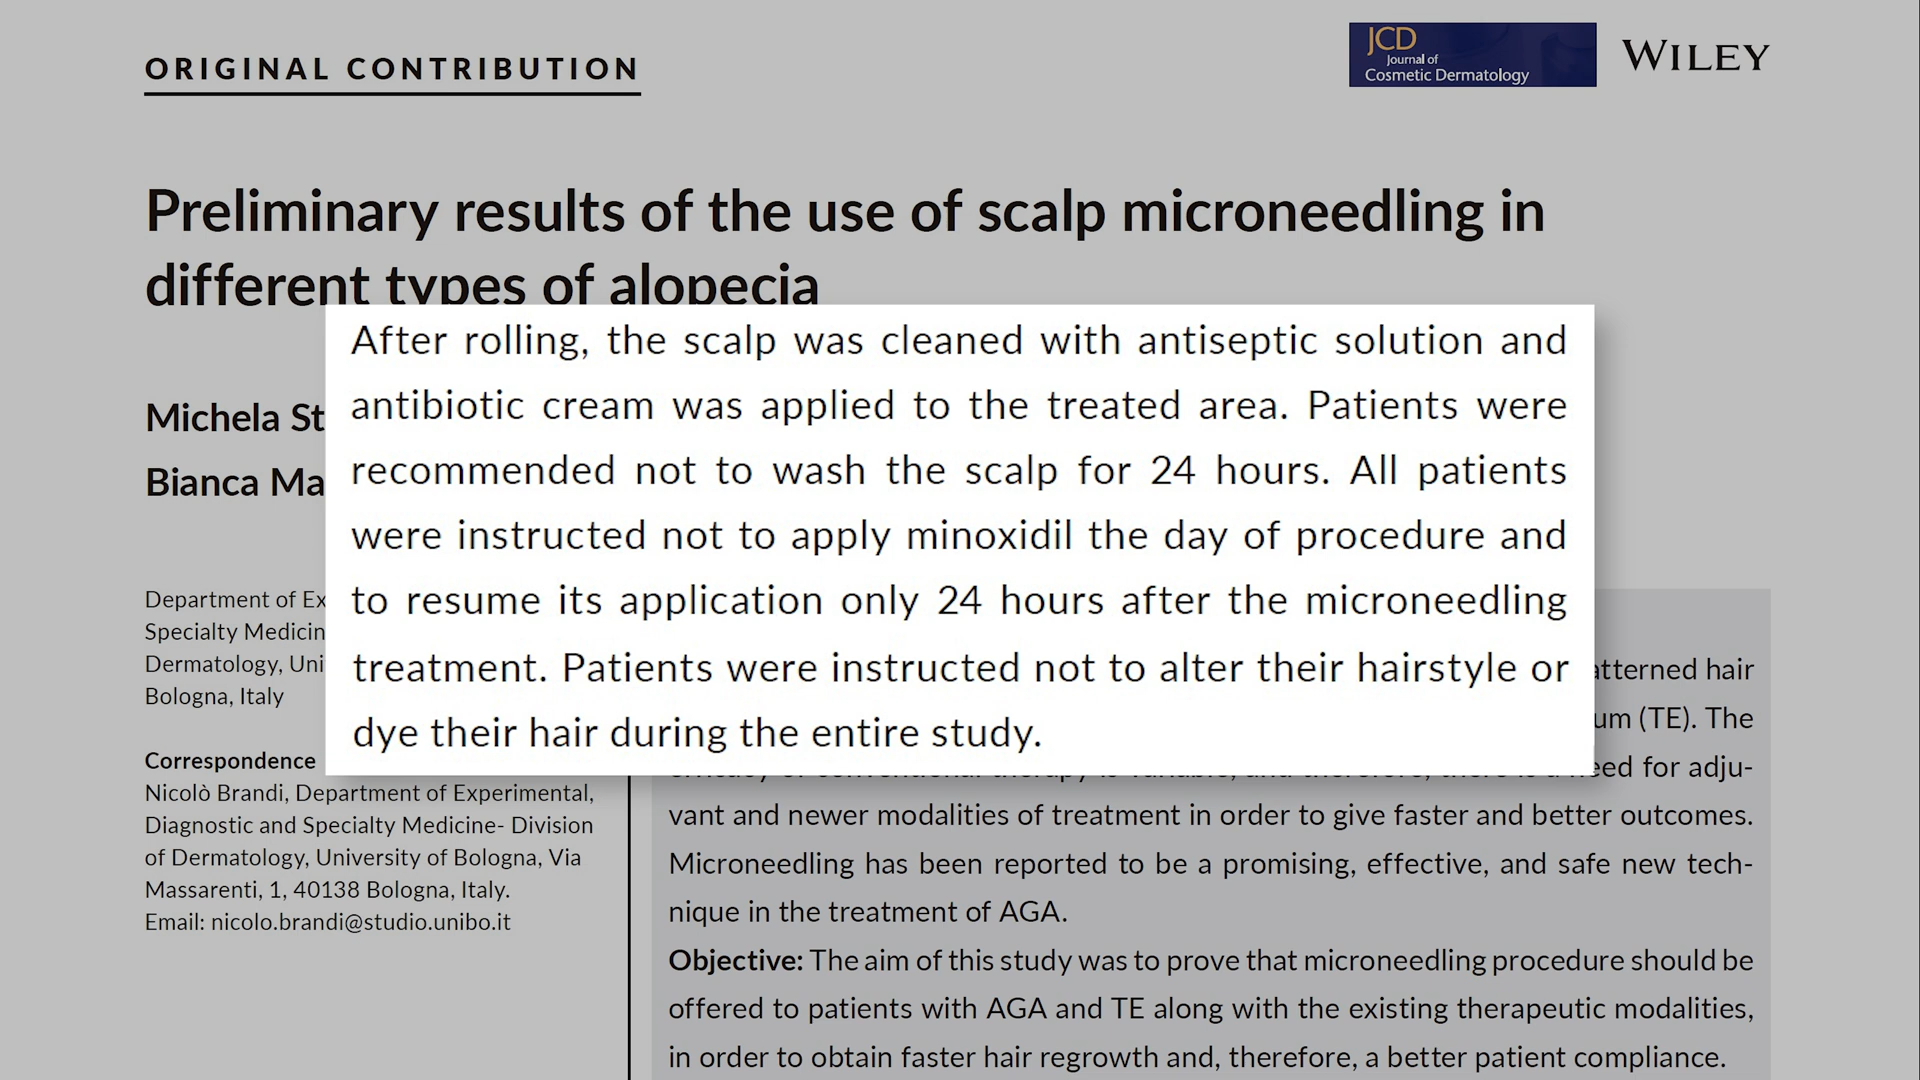 ORIGINAL CONTRIBUTION
JCD
Journal of
Cosmetic Dermatology
WILEY
Preliminary results of the use of scalp microneedling in
different types of alopecia
Michela St
Bianca Ma
After rolling, the scalp was cleaned with antiseptic solution and
antibiotic cream was applied to the treated area. Patients were
recommended not to wash the scalp for 24 hours. All patients
were instructed not to apply minoxidil the day of procedure and
to resume its application only 24 hours after the microneedling
treatment. Patients were instructed not to alter their hairstyle or
dye their hair during the entire study.
Department of Ex
Specialty Medicin
Dermatology, Uni
Bologna, Italy
Correspondence
Nicolò Brandi, Department of Experimental,
Diagnostic and Specialty Medicine- Division
of Dermatology, University of Bologna, Via
Massarenti, 1, 40138 Bologna, Italy.
Email: nicolo.brandi@studio.unibo.it
atterned hair
um (TE). The
need for adju-
vant and newer modalities of treatment in order to give faster and better outcomes.
Microneedling has been reported to be a promising, effective, and safe new tech-
nique in the treatment of AGA.
Objective: The aim of this study was to prove that microneedling procedure should be
offered to patients with AGA and TE along with the existing therapeutic modalities,
in order to obtain faster hair regrowth and, therefore, a better patient compliance.